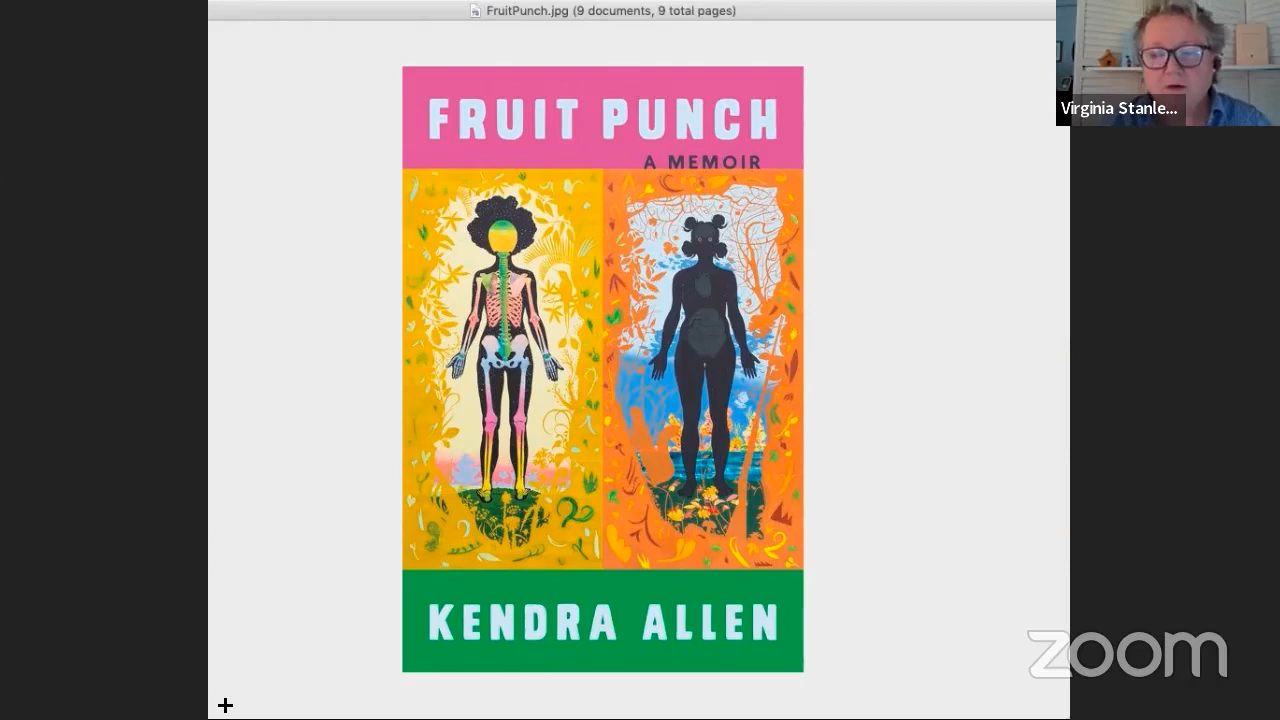 FruitPunch.jpg (9 documents, 9 total pages)
Virginia Stanle...
FRUIT PUNCH
A MEMOIR
KENDRA ALLEN
zoom